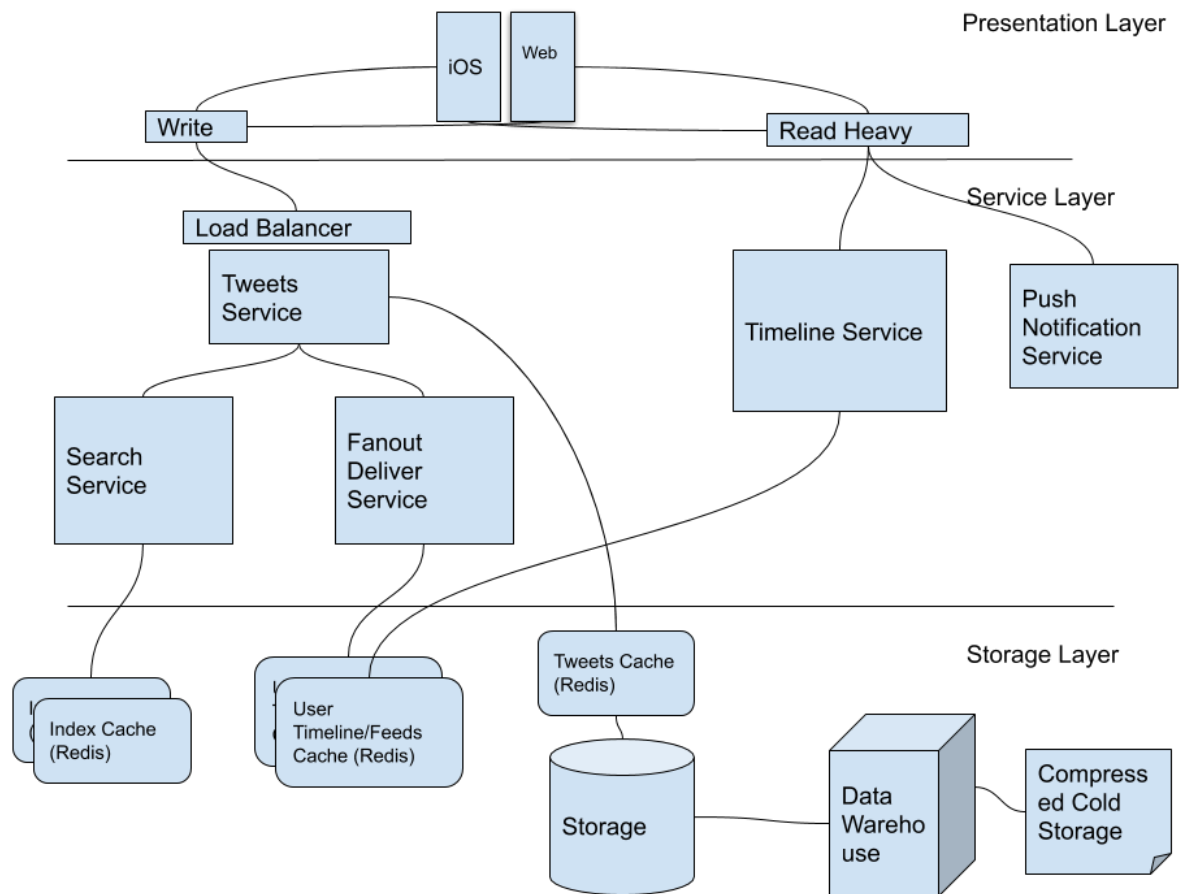 Presentation Layer
iOS
Web
Write
Read Heavy
Service Layer
Load Balancer
Tweets
Service
Timeline Service
Push
Notification
Service
Search
Service
Fanout
Deliver
Service
Storage Layer
Tweets Cache
(Redis)
Index Cache
(Redis)
User
Timeline/Feeds
Cache (Redis)
Storage
Data
Wareho
use
Compress
ed Cold
Storage